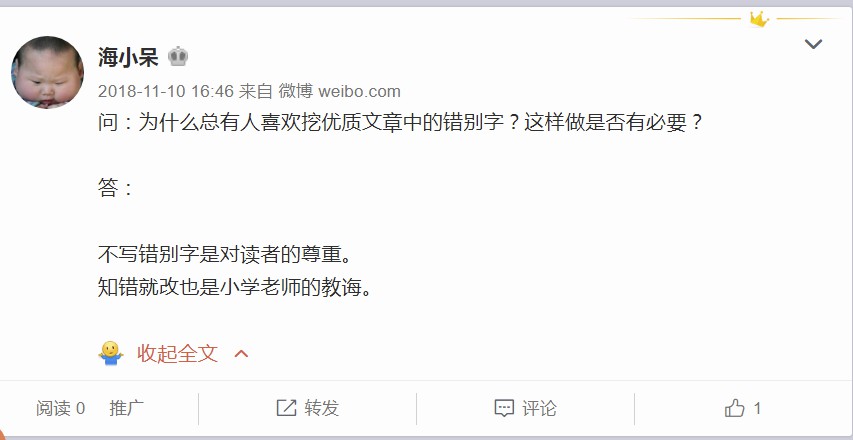 海小呆
2018-11-10 16:46 来自 微博 weibo.com
问：为什么总有人喜欢挖优质文章中的错别字？这样做是否有必要？
答：
不写错别字是对读者的尊重。
知错就改也是小学老师的教诲。
收起全文
阅读 0 推广 转发 评论 1